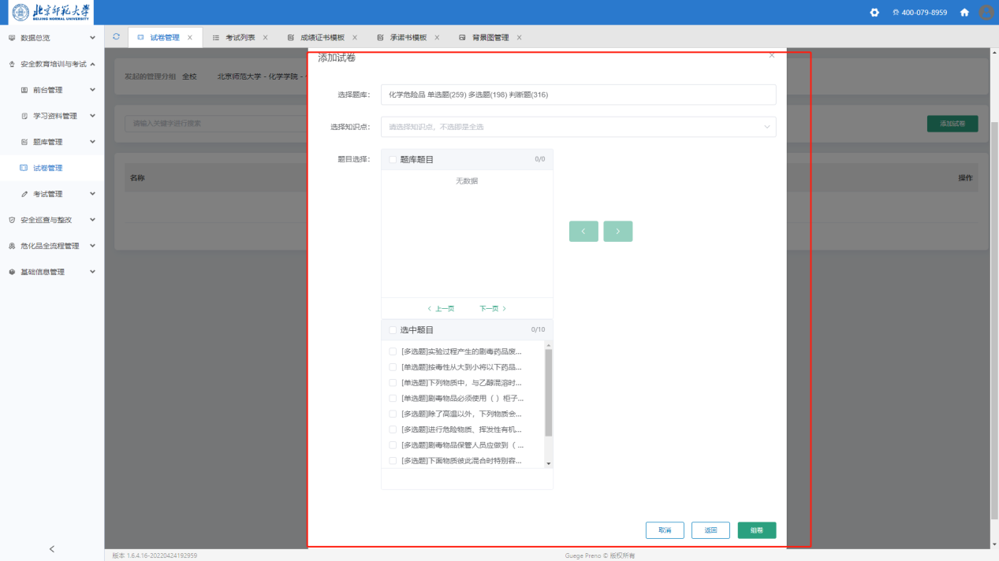 北京师范大学
BEIJING NORMAL UNIVERSITY
400-079-8959
数据总览
安全教育培训与考试
前台管理
学习资料管理
题库管理
试卷管理
考试管理
安全巡查与整改
危化品全流程管理
基础信息管理
试卷管理
考试列表
成绩证书模板
承诺书模板
背景图管理
发起的管理分组 全校 北京师范大学 - 化学学院 -
请输入关键字进行搜索
添加试卷
名称
操作
添加试卷
选择题库: 化学危险品 单选题(259) 多选题(198) 判断题(316)
选择知识点: 请选择知识点，不选即是全选
题目选择: 题库题目 0/0
无数据
上一页 下一页
选中题目 0/10
[多选题]实验过程产生的剧毒药品废...
[单选题]按毒性从大到小将以下药品...
[单选题]下列物质中，与乙醇混溶时...
[单选题]剧毒物品必须使用（ ）柜子...
[多选题]除了高温以外，下列物质会...
[多选题]进行危险物质、挥发性有机...
[多选题]剧毒物品保管人员应做到（ ...
[多选题]下面物质彼此混合时特别容...
取消 返回 组卷
版本 1.6.4.16-20220424192959
Guege Preno © 版权所有